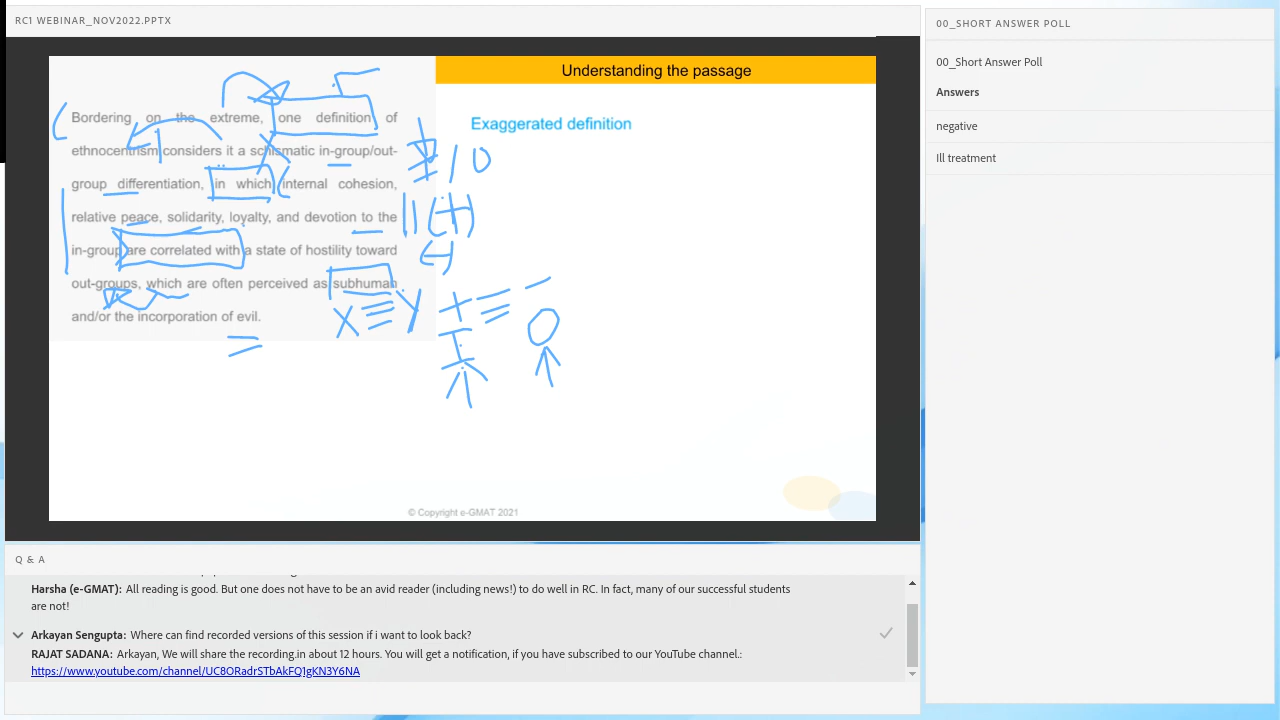 RC1 WEBINAR_NOV2022.PPTX
Understanding the passage
Bordering on the extreme, one definition of
ethnocentrism considers it a schismatic in-group/out-
group differentiation, in which internal cohesion,
relative peace, solidarity, loyalty, and devotion to the
in-group are correlated with a state of hostility toward
out-groups, which are often perceived as subhuman
and/or the incorporation of evil.
Exaggerated definition
10
(+)
(-)
X ≡ Y
+ ≡ -
© Copyright e-GMAT 2021
00_SHORT ANSWER POLL
00_Short Answer Poll
Answers
negative
Ill treatment
Q & A
Harsha (e-GMAT): All reading is good. But one does not have to be an avid reader (including news!) to do well in RC. In fact, many of our successful students
are not!
Arkayan Sengupta: Where can find recorded versions of this session if i want to look back?
RAJAT SADANA: Arkayan, We will share the recording.in about 12 hours. You will get a notification, if you have subscribed to our YouTube channel.:
https://www.youtube.com/channel/UC8ORadrSTbAkFQ1gKN3Y6NA